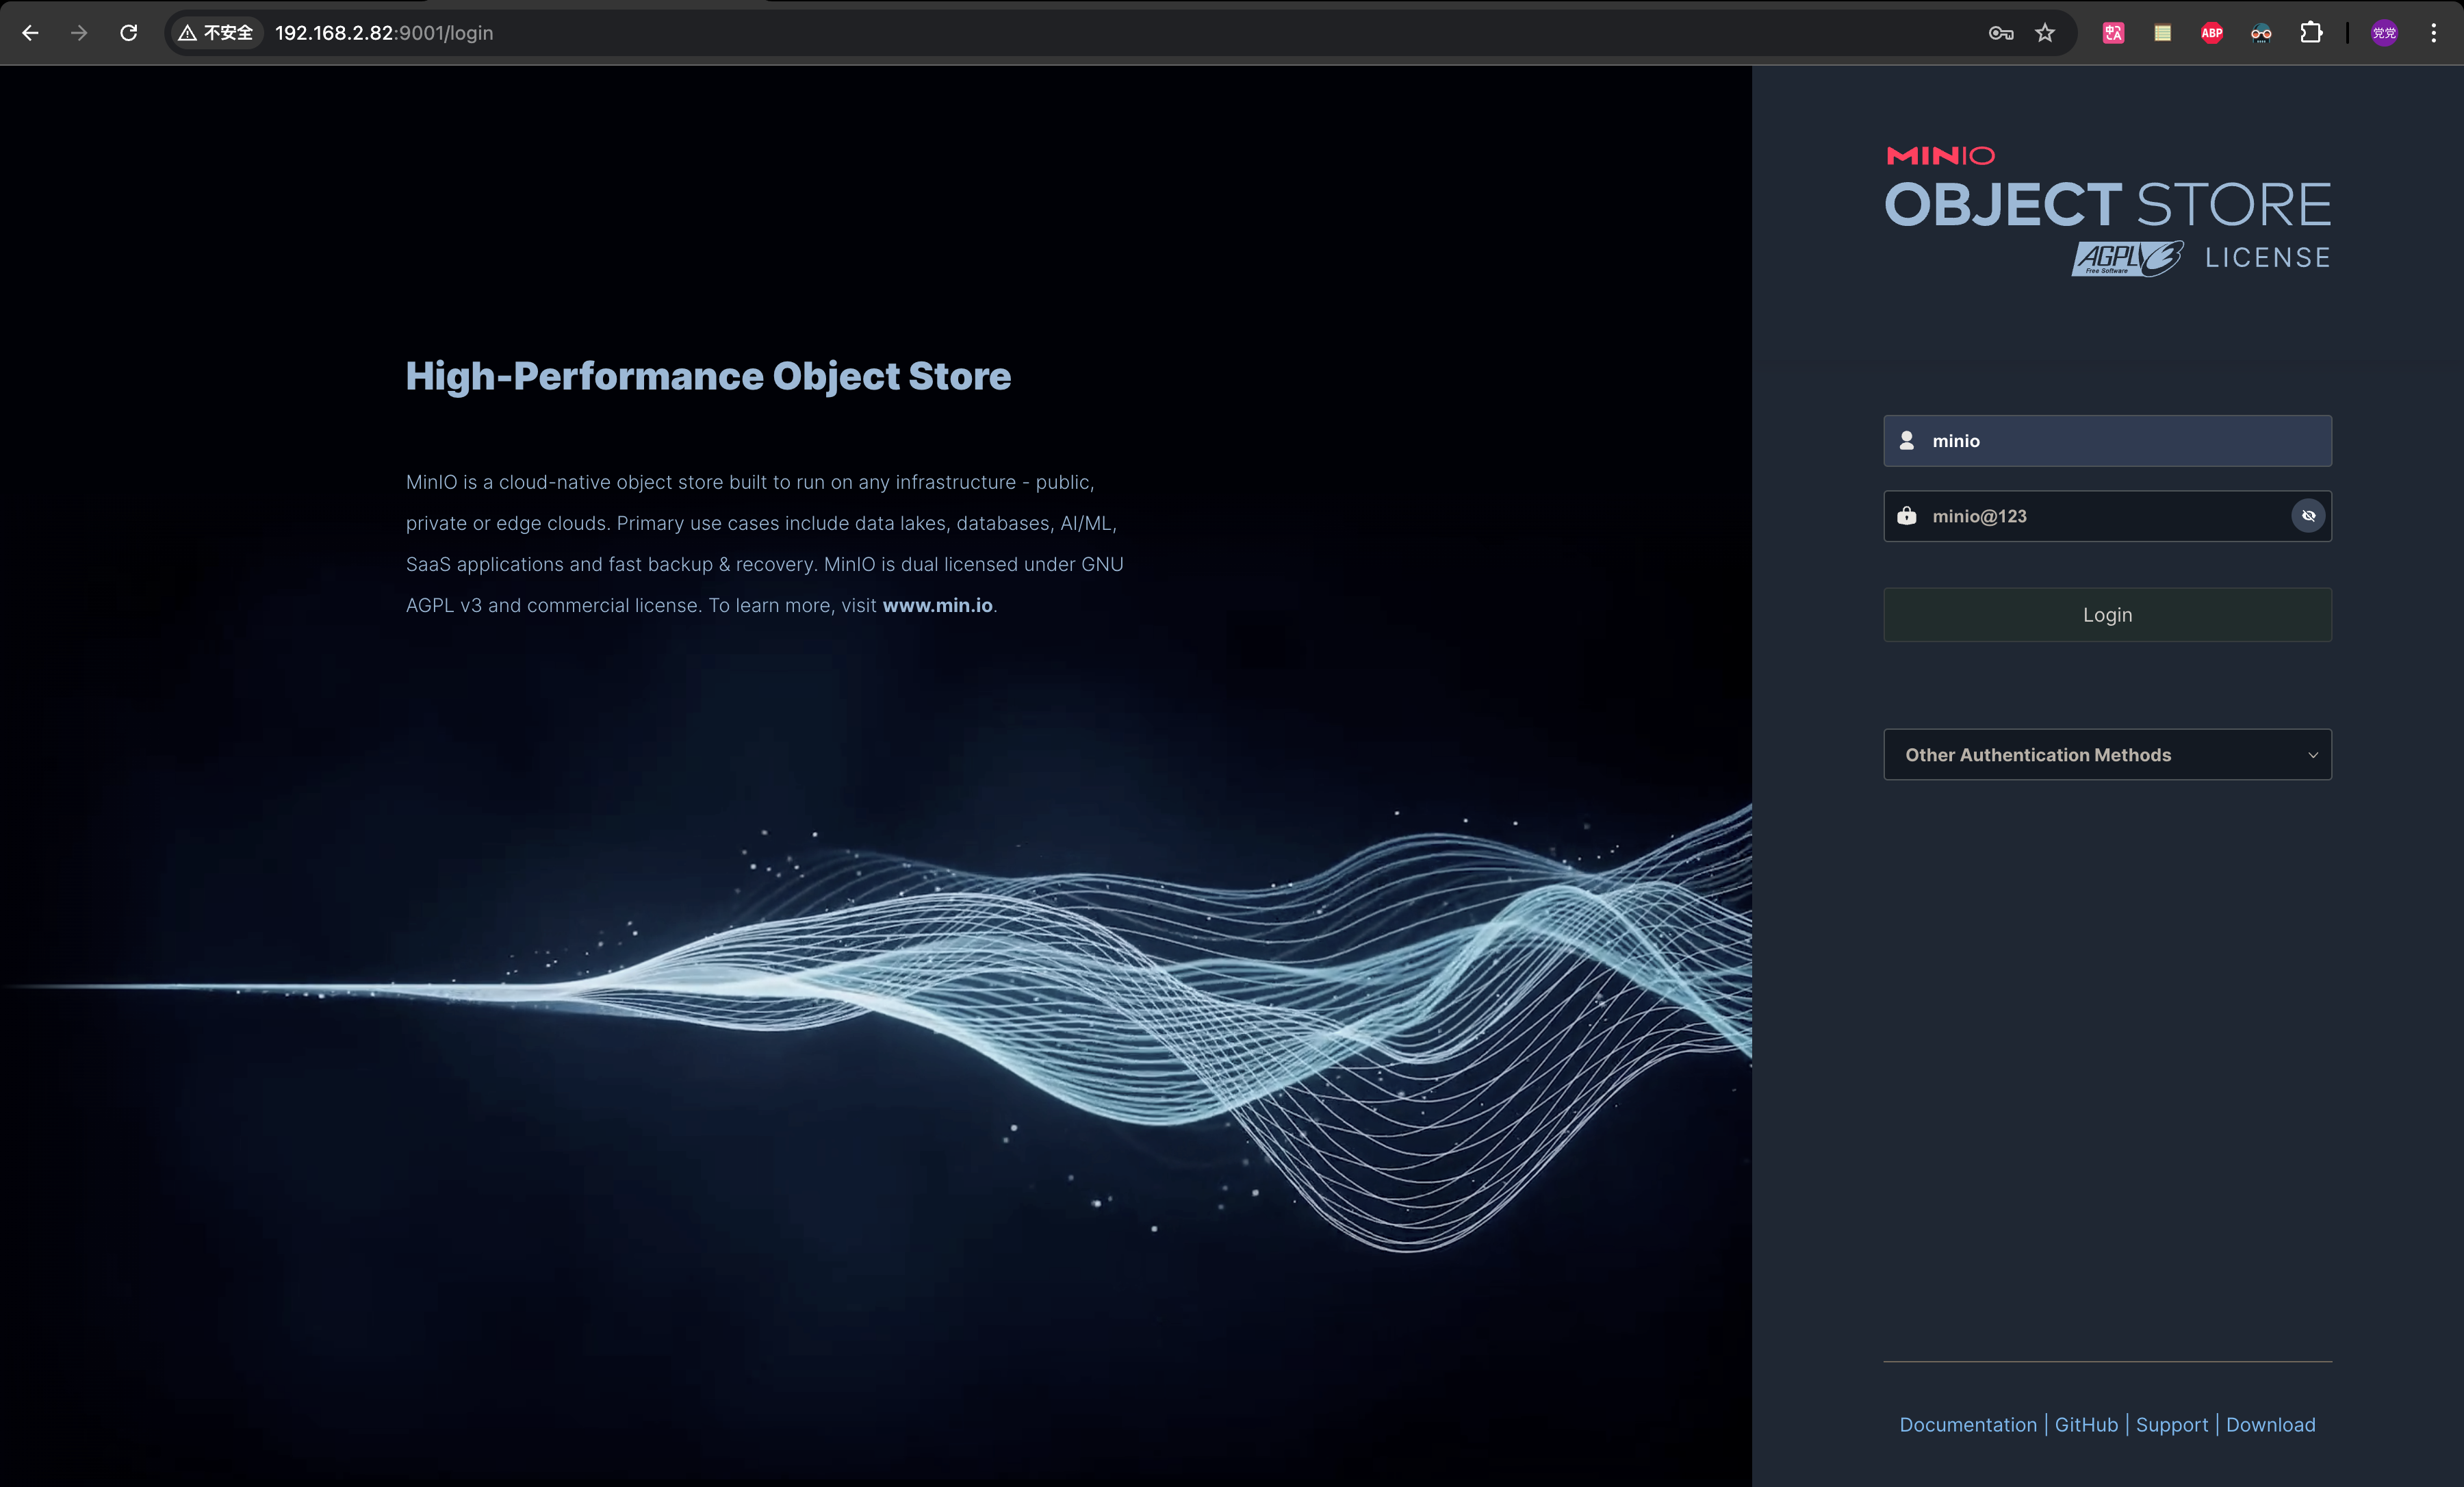 不安全
192.168.2.82:9001/login
中
A
ABP
党党
MINIO
OBJECT STORE
AGPL v3
Free Software
LICENSE
High-Performance Object Store
MinIO is a cloud-native object store built to run on any infrastructure - public,
private or edge clouds. Primary use cases include data lakes, databases, AI/ML,
SaaS applications and fast backup & recovery. MinIO is dual licensed under GNU
AGPL v3 and commercial license. To learn more, visit www.min.io.
minio
minio@123
Login
Other Authentication Methods
Documentation | GitHub | Support | Download